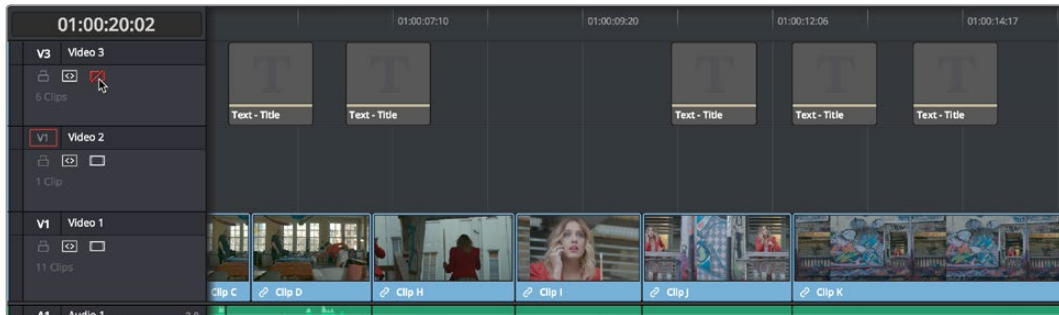 01:00:20:02
01:00:07:10
01:00:09:20
01:00:12:06
01:00:14:17
V3 Video 3
6 Clips
T T T T T
Text - Title
Text - Title
Text - Title
Text - Title
Text - Title
V1 Video 2
1 Clip
V1 Video 1
11 Clips
Clip C
Clip D
Clip H
Clip I
Clip J
Clip K
A1 Audio 1 2.0